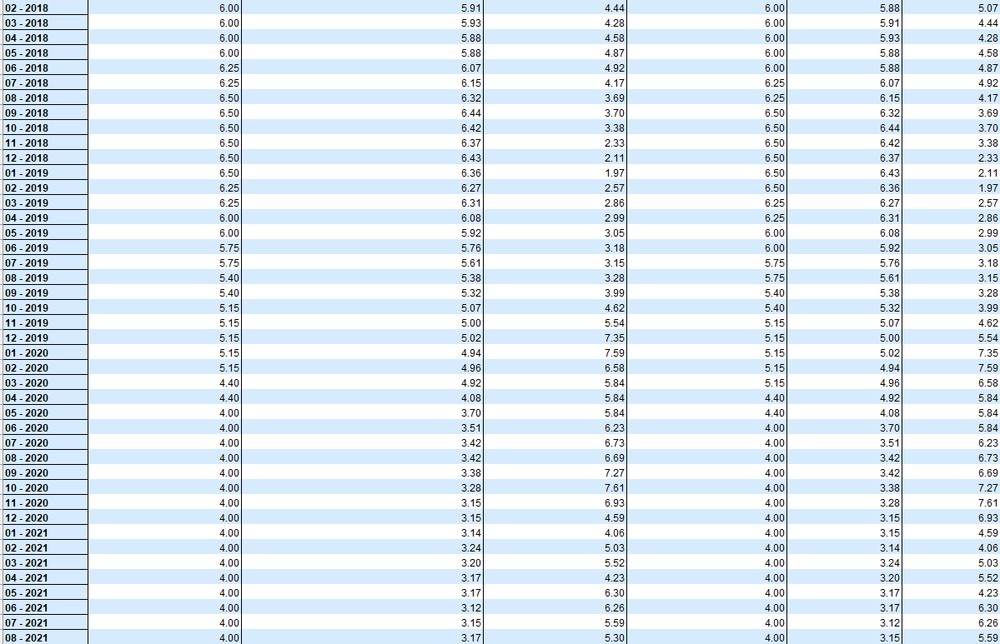 02 - 2018 6.00 5.91 4.44 6.00 5.88 5.07
03 - 2018 6.00 5.93 4.28 6.00 5.91 4.44
04 - 2018 6.00 5.88 4.58 6.00 5.93 4.28
05 - 2018 6.00 5.88 4.87 6.00 5.88 4.58
06 - 2018 6.25 6.07 4.92 6.00 5.88 4.87
07 - 2018 6.25 6.15 4.17 6.25 6.07 4.92
08 - 2018 6.50 6.32 3.69 6.25 6.15 4.17
09 - 2018 6.50 6.44 3.70 6.50 6.32 3.69
10 - 2018 6.50 6.42 3.38 6.50 6.44 3.70
11 - 2018 6.50 6.37 2.33 6.50 6.42 3.38
12 - 2018 6.50 6.43 2.11 6.50 6.37 2.33
01 - 2019 6.50 6.36 1.97 6.50 6.43 2.11
02 - 2019 6.25 6.27 2.57 6.50 6.36 1.97
03 - 2019 6.25 6.31 2.86 6.25 6.27 2.57
04 - 2019 6.00 6.08 2.99 6.25 6.31 2.86
05 - 2019 6.00 5.92 3.05 6.00 6.08 2.99
06 - 2019 5.75 5.76 3.18 6.00 5.92 3.05
07 - 2019 5.75 5.61 3.15 5.75 5.76 3.18
08 - 2019 5.40 5.38 3.28 5.75 5.61 3.15
09 - 2019 5.40 5.32 3.99 5.40 5.38 3.28
10 - 2019 5.15 5.07 4.62 5.40 5.32 3.99
11 - 2019 5.15 5.00 5.54 5.15 5.07 4.62
12 - 2019 5.15 5.02 7.35 5.15 5.00 5.54
01 - 2020 5.15 4.94 7.59 5.15 5.02 7.35
02 - 2020 5.15 4.96 6.58 5.15 4.94 7.59
03 - 2020 4.40 4.92 5.84 5.15 4.96 6.58
04 - 2020 4.40 4.08 5.84 4.40 4.92 5.84
05 - 2020 4.00 3.70 5.84 4.40 4.08 5.84
06 - 2020 4.00 3.51 6.23 4.00 3.70 5.84
07 - 2020 4.00 3.42 6.73 4.00 3.51 6.23
08 - 2020 4.00 3.42 6.69 4.00 3.42 6.73
09 - 2020 4.00 3.38 7.27 4.00 3.42 6.69
10 - 2020 4.00 3.28 7.61 4.00 3.38 7.27
11 - 2020 4.00 3.15 6.93 4.00 3.28 7.61
12 - 2020 4.00 3.15 4.59 4.00 3.15 6.93
01 - 2021 4.00 3.14 4.06 4.00 3.15 4.59
02 - 2021 4.00 3.24 5.03 4.00 3.14 4.06
03 - 2021 4.00 3.20 5.52 4.00 3.24 5.03
04 - 2021 4.00 3.17 4.23 4.00 3.20 5.52
05 - 2021 4.00 3.17 6.30 4.00 3.17 4.23
06 - 2021 4.00 3.12 6.26 4.00 3.17 6.30
07 - 2021 4.00 3.15 5.59 4.00 3.12 6.26
08 - 2021 4.00 3.17 5.30 4.00 3.15 5.59